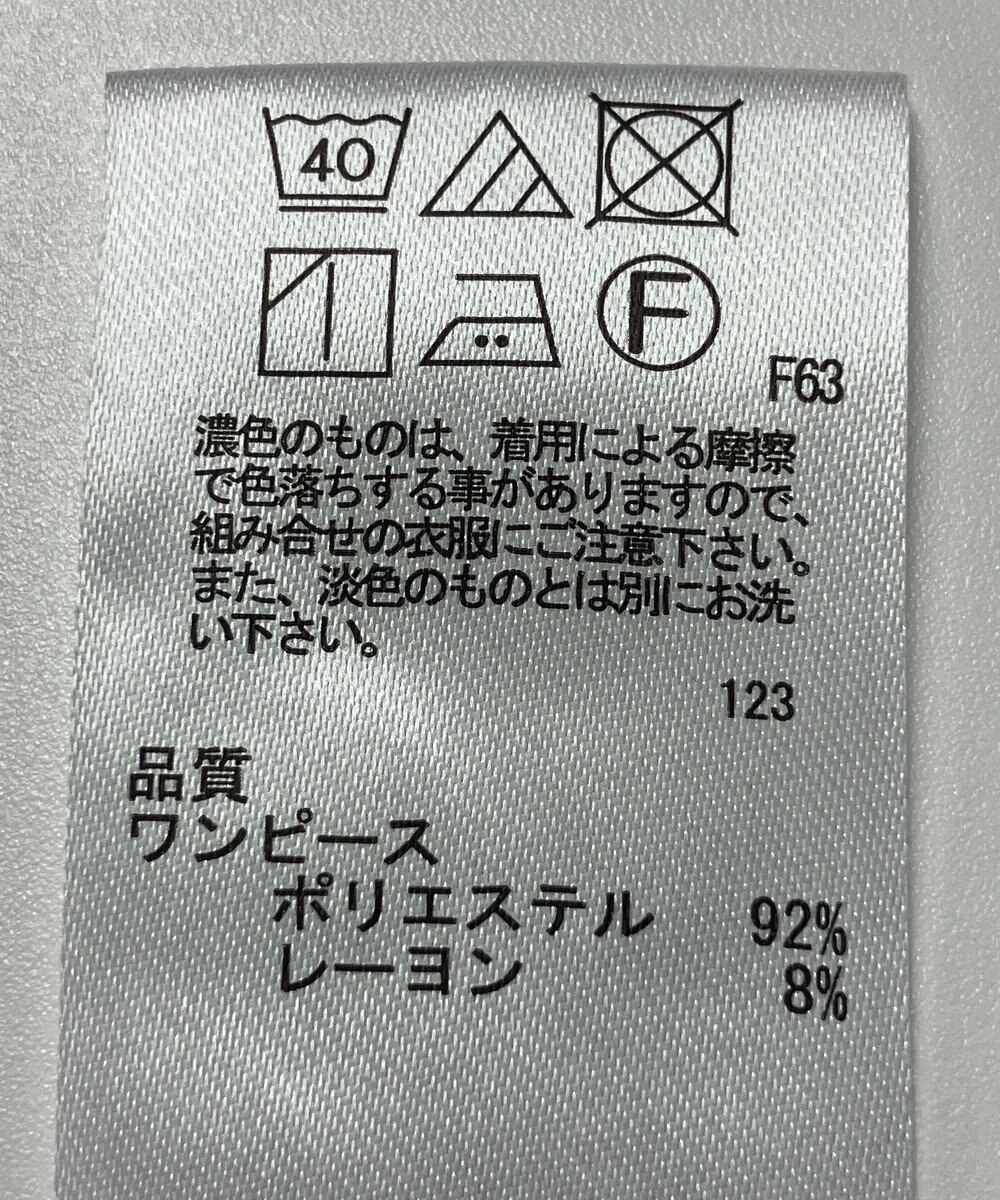 40
F
F63
濃色のものは、着用による摩擦
で色落ちする事がありますので、
組み合せの衣服にご注意下さい。
また、淡色のものとは別にお洗
い下さい。
123
品質
ワンピース
ポリエステル 92%
レーヨン 8%